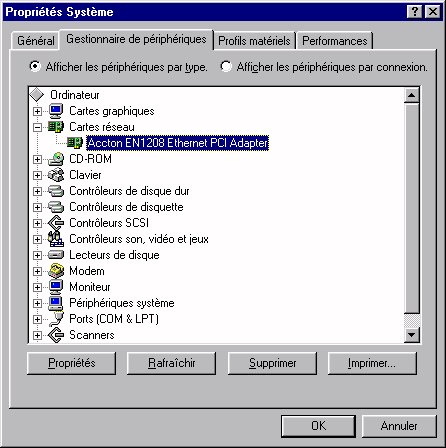 Propriétés Système
Général
Gestionnaire de périphériques
Profils matériels
Performances
Afficher les périphériques par type.
Afficher les périphériques par connexion.
Ordinateur
Cartes graphiques
Cartes réseau
Accton EN1208 Ethernet PCI Adapter
CD-ROM
Clavier
Contrôleurs de disque dur
Contrôleurs de disquette
Contrôleurs SCSI
Contrôleurs son, vidéo et jeux
Lecteurs de disque
Modem
Moniteur
Périphériques système
Ports (COM & LPT)
Scanners
Propriétés
Rafraîchir
Supprimer
Imprimer...
OK
Annuler